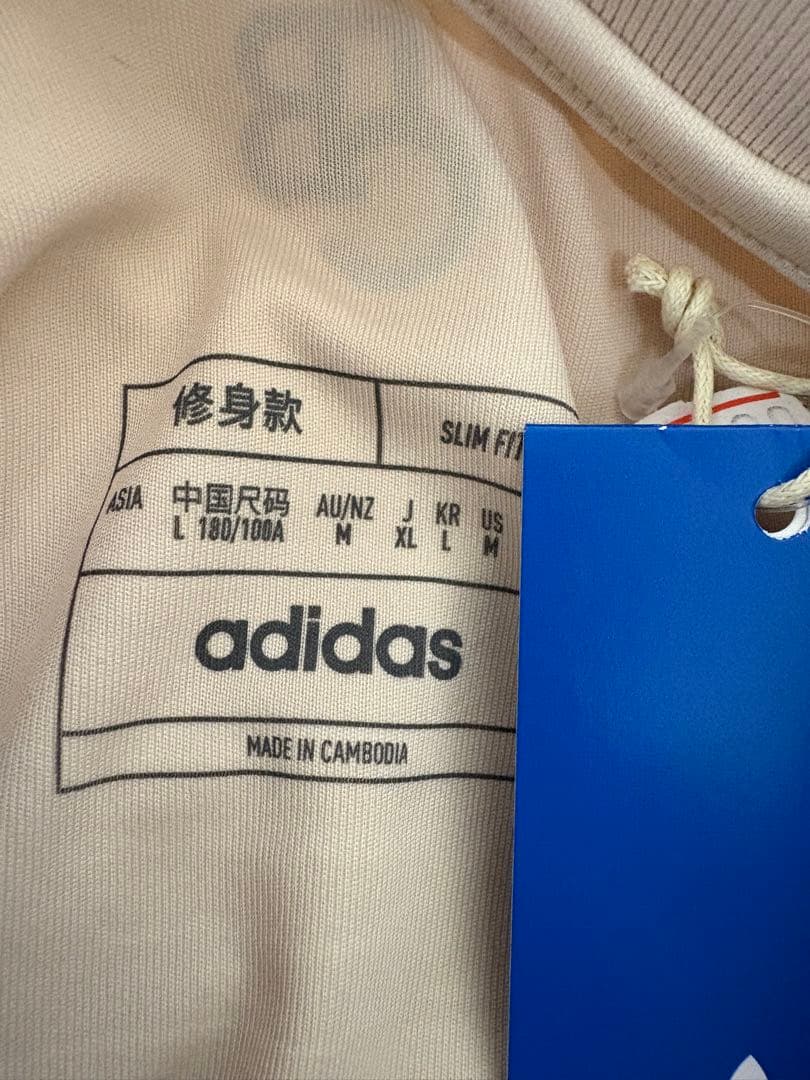 修身款 SLIM FIT
ASIA 中国尺码 AU/NZ J KR US
L 180/100A M XL L M
adidas
MADE IN CAMBODIA